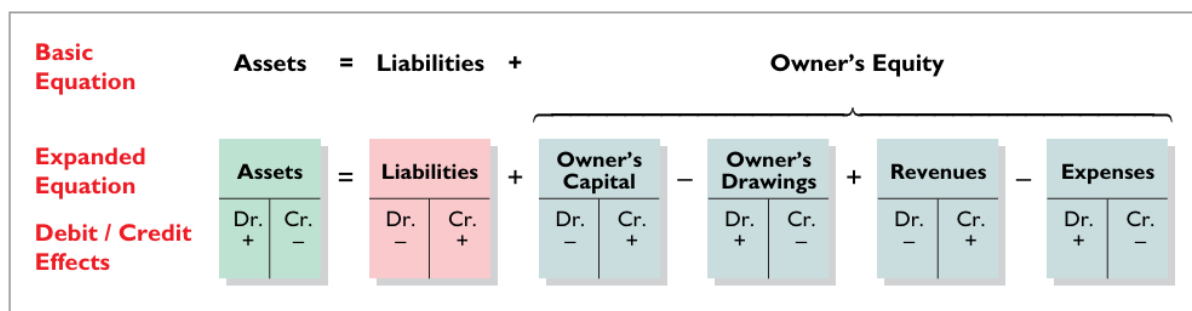 Basic
Equation
Assets = Liabilities + Owner's Equity
Expanded
Equation
Assets = Liabilities + Owner's Capital – Owner's Drawings + Revenues – Expenses
Debit / Credit
Effects
Dr. Cr. Dr. Cr. Dr. Cr. Dr. Cr. Dr. Cr. Dr. Cr.
+ – – + – + + – – + + –